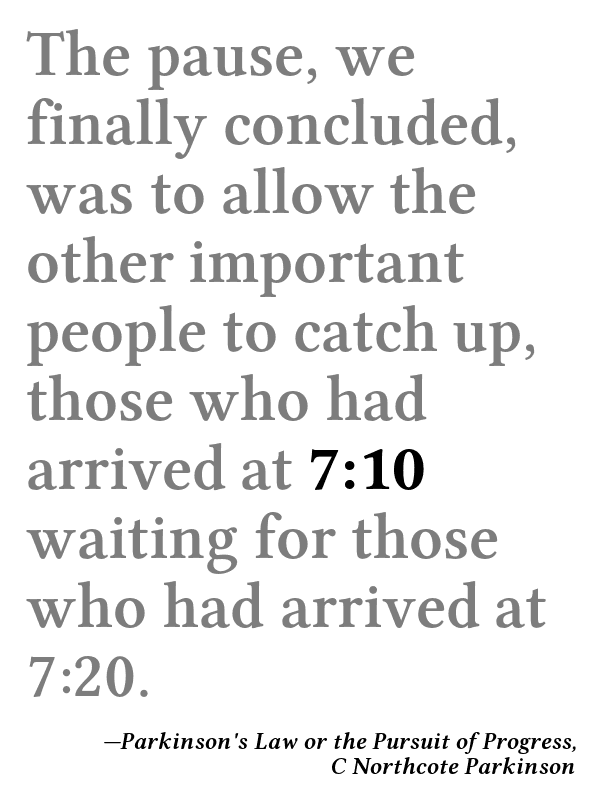 The pause, we
finally concluded,
was to allow the
other important
people to catch up,
those who had
arrived at 7:10
waiting for those
who had arrived at
7:20.
—Parkinson's Law or the Pursuit of Progress,
C Northcote Parkinson